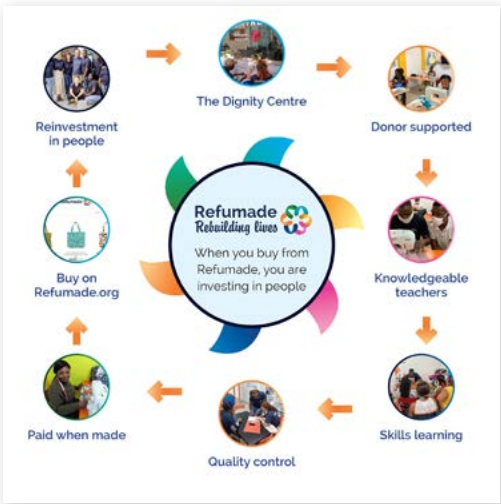 The Dignity Centre
Donor supported
Knowledgeable
teachers
Skills learning
Quality control
Paid when made
Buy on
Refumade.org
Reinvestment
in people
Refumade
Rebuilding lives
When you buy from
Refumade, you are
investing in people